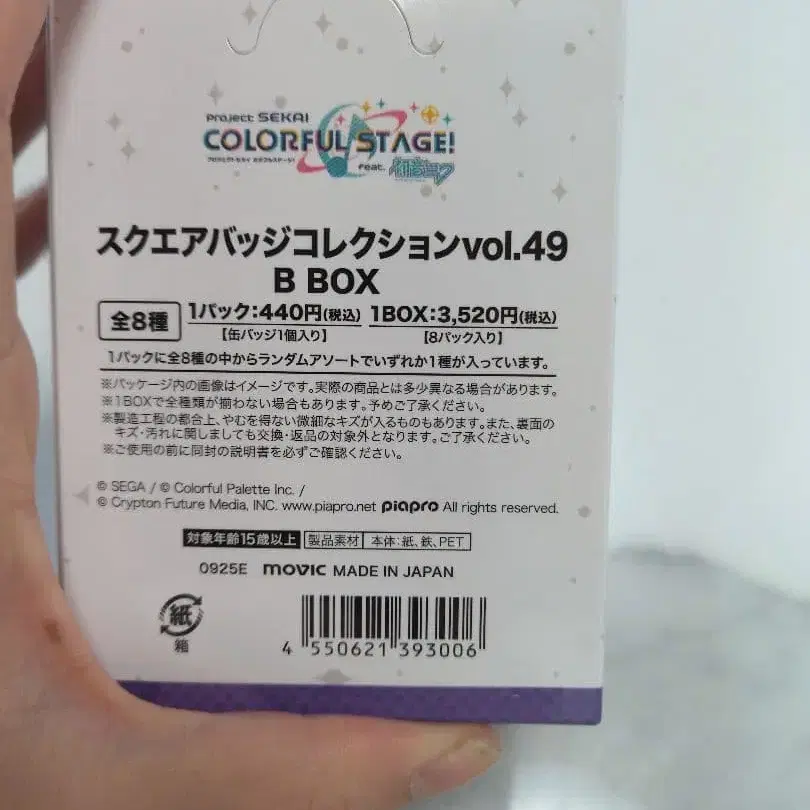 Project SEKAI
COLORFUL STAGE!
プロジェクトセカイ カラフルステージ!
feat. 初音ミク
スクエアバッジコレクションvol.49
B BOX
全8種
1パック:440円(税込) 1BOX:3,520円(税込)
【缶バッジ1個入り】 【8パック入り】
1パックに全8種の中からランダムアソートでいずれか1種が入っています。
※パッケージ内の画像はイメージです。実際の商品とは多少異なる場合があります。
※1BOXで全種類が揃わない場合もあります。予めご了承ください。
※製造工程の都合上、やむを得ない微細なキズが入るものもあります。また、裏面の
キズ・汚れに関しましても交換・返品の対象外となります。ご了承ください。
※ご使用の前に同封の説明書を必ずご確認ください。
© SEGA / © Colorful Palette Inc. /
© Crypton Future Media, INC. www.piapro.net piapro All rights reserved.
対象年齢15歳以上 製品素材 本体:紙、鉄、PET
0925E movic MADE IN JAPAN
紙
箱
4 550621 393006